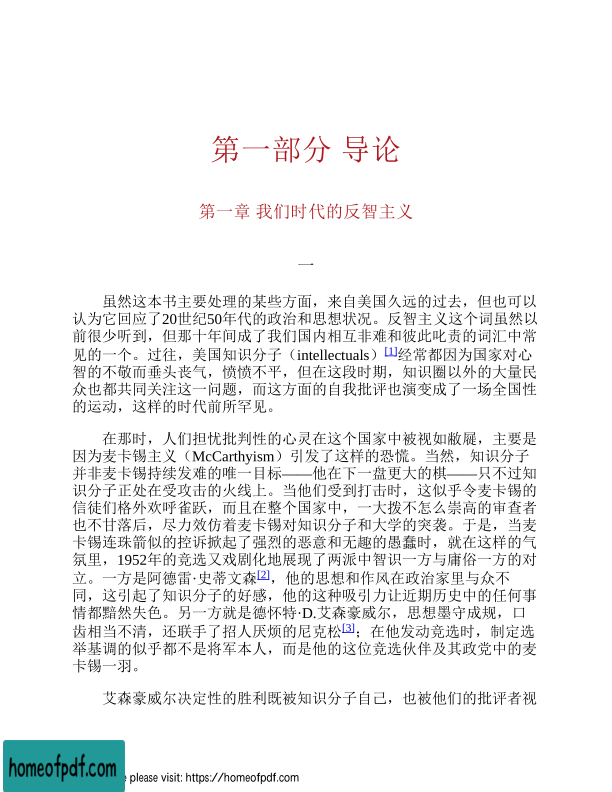 第一部分 导论
第一章 我们时代的反智主义
一
虽然这本书主要处理的某些方面，来自美国久远的过去，但也可以
认为它回应了20世纪50年代的政治和思想状况。反智主义这个词虽然以
前很少听到，但那十年间成了我们国内相互非难和彼此叱责的词汇中常
见的一个。过往，美国知识分子（intellectuals）[1]经常都因为国家对心
智的不敬而垂头丧气，愤愤不平，但在这段时期，知识圈以外的大量民
众也都共同关注这一问题，而这方面的自我批评也演变成了一场全国性
的运动，这样的时代前所罕见。
在那时，人们担忧批判性的心灵在这个国家中被视如敝屣，主要是
因为麦卡锡主义（McCarthyism）引发了这样的恐慌。当然，知识分子
并非麦卡锡持续发难的唯一目标——他在下一盘更大的棋——只不过知
识分子正处在受攻击的火线上。当他们受到打击时，这似乎令麦卡锡的
信徒们格外欢呼雀跃，而且在整个国家中，一大拨不怎么崇高的审查者
也不甘落后，尽力效仿着麦卡锡对知识分子和大学的突袭。于是，当麦
卡锡连珠箭似的控诉掀起了强烈的恶意和无趣的愚蠢时，就在这样的气
氛里，1952年的竞选又戏剧化地展现了两派中智识一方与庸俗一方的对
立。一方是阿德雷·史蒂文森[2]，他的思想和作风在政治家里与众不
同，这引起了知识分子的好感，他的这种吸引力让近期历史中的任何事
情都黯然失色。另一方就是德怀特·D.艾森豪威尔，思想墨守成规，口
齿相当不清，还联手了招人厌烦的尼克松[3]；在他发动竞选时，制定选
举基调的似乎都不是将军本人，而是他的这位竞选伙伴及其政党中的麦
卡锡一羽。
艾森豪威尔决定性的胜利既被知识分子自己，也被他们的批评者视
homeofpdf.com
e please visit: https://homeofpdf.com